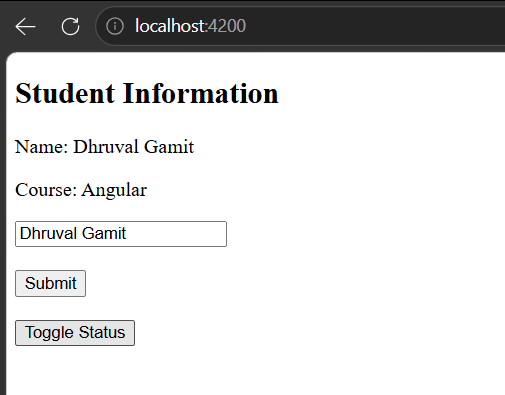 localhost:4200
Student Information
Name: Dhruval Gamit
Course: Angular
Dhruval Gamit
Submit
Toggle Status